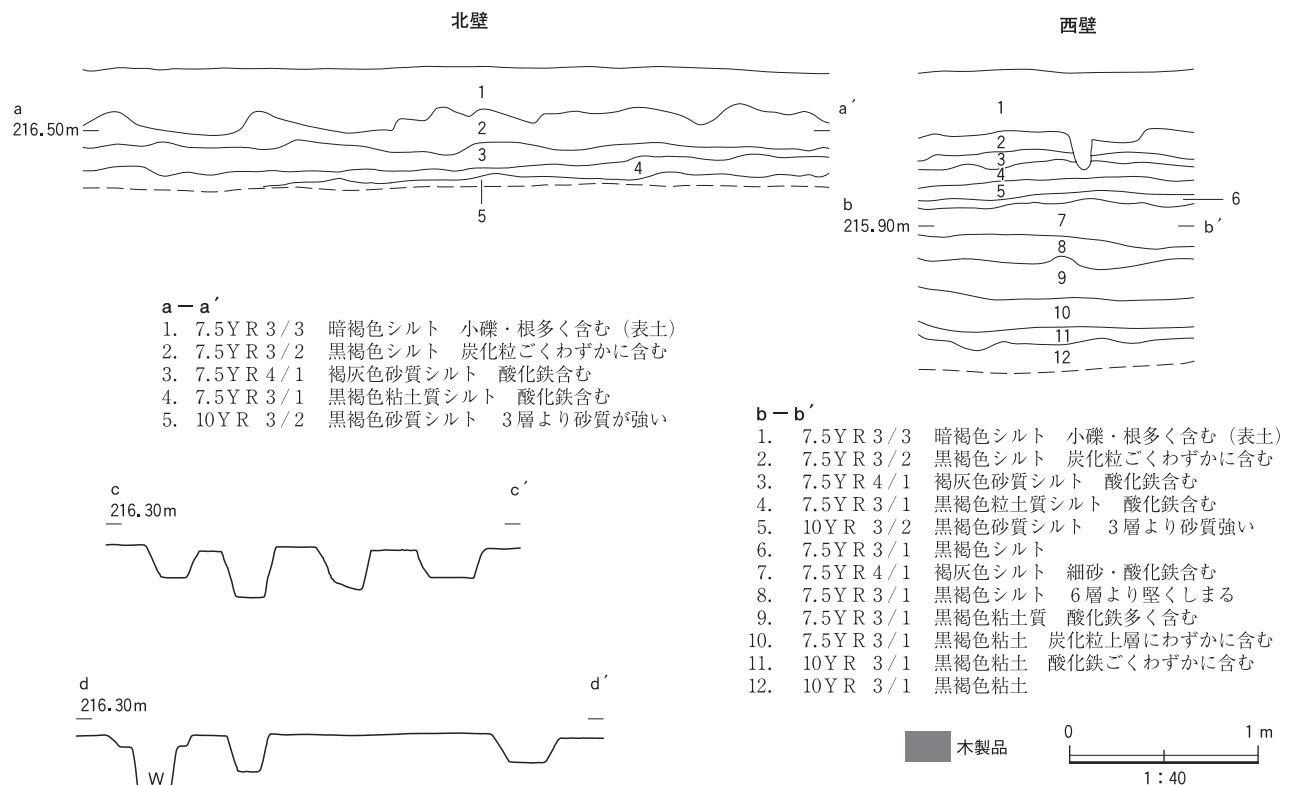 北壁
1
a
a′
216.50m
2
3
4
5
西壁
1
2
3
4
5
6
b
215.90m
7
b′
8
9
10
11
12
a－a′
1. 7.5YR3/3 暗褐色シルト 小礫・根多く含む（表土）
2. 7.5YR3/2 黒褐色シルト 炭化粒ごくわずかに含む
3. 7.5YR4/1 褐灰色砂質シルト 酸化鉄含む
4. 7.5YR3/1 黒褐色粘土質シルト 酸化鉄含む
5. 10YR 3/2 黒褐色砂質シルト 3層より砂質が強い
b－b′
1. 7.5YR3/3 暗褐色シルト 小礫・根多く含む（表土）
2. 7.5YR3/2 黒褐色シルト 炭化粒ごくわずかに含む
3. 7.5YR4/1 褐灰色砂質シルト 酸化鉄含む
4. 7.5YR3/1 黒褐色粒土質シルト 酸化鉄含む
5. 10YR 3/2 黒褐色砂質シルト 3層より砂質強い
6. 7.5YR3/1 黒褐色シルト
7. 7.5YR4/1 褐灰色シルト 細砂・酸化鉄含む
8. 7.5YR3/1 黒褐色シルト 6層より堅くしまる
9. 7.5YR3/1 黒褐色粘土質 酸化鉄多く含む
10. 7.5YR3/1 黒褐色粘土 炭化粒上層にわずかに含む
11. 10YR 3/1 黒褐色粘土 酸化鉄ごくわずかに含む
12. 10YR 3/1 黒褐色粘土
c
c′
216.30m
d
d′
216.30m
W
木製品
0 1m
1：40